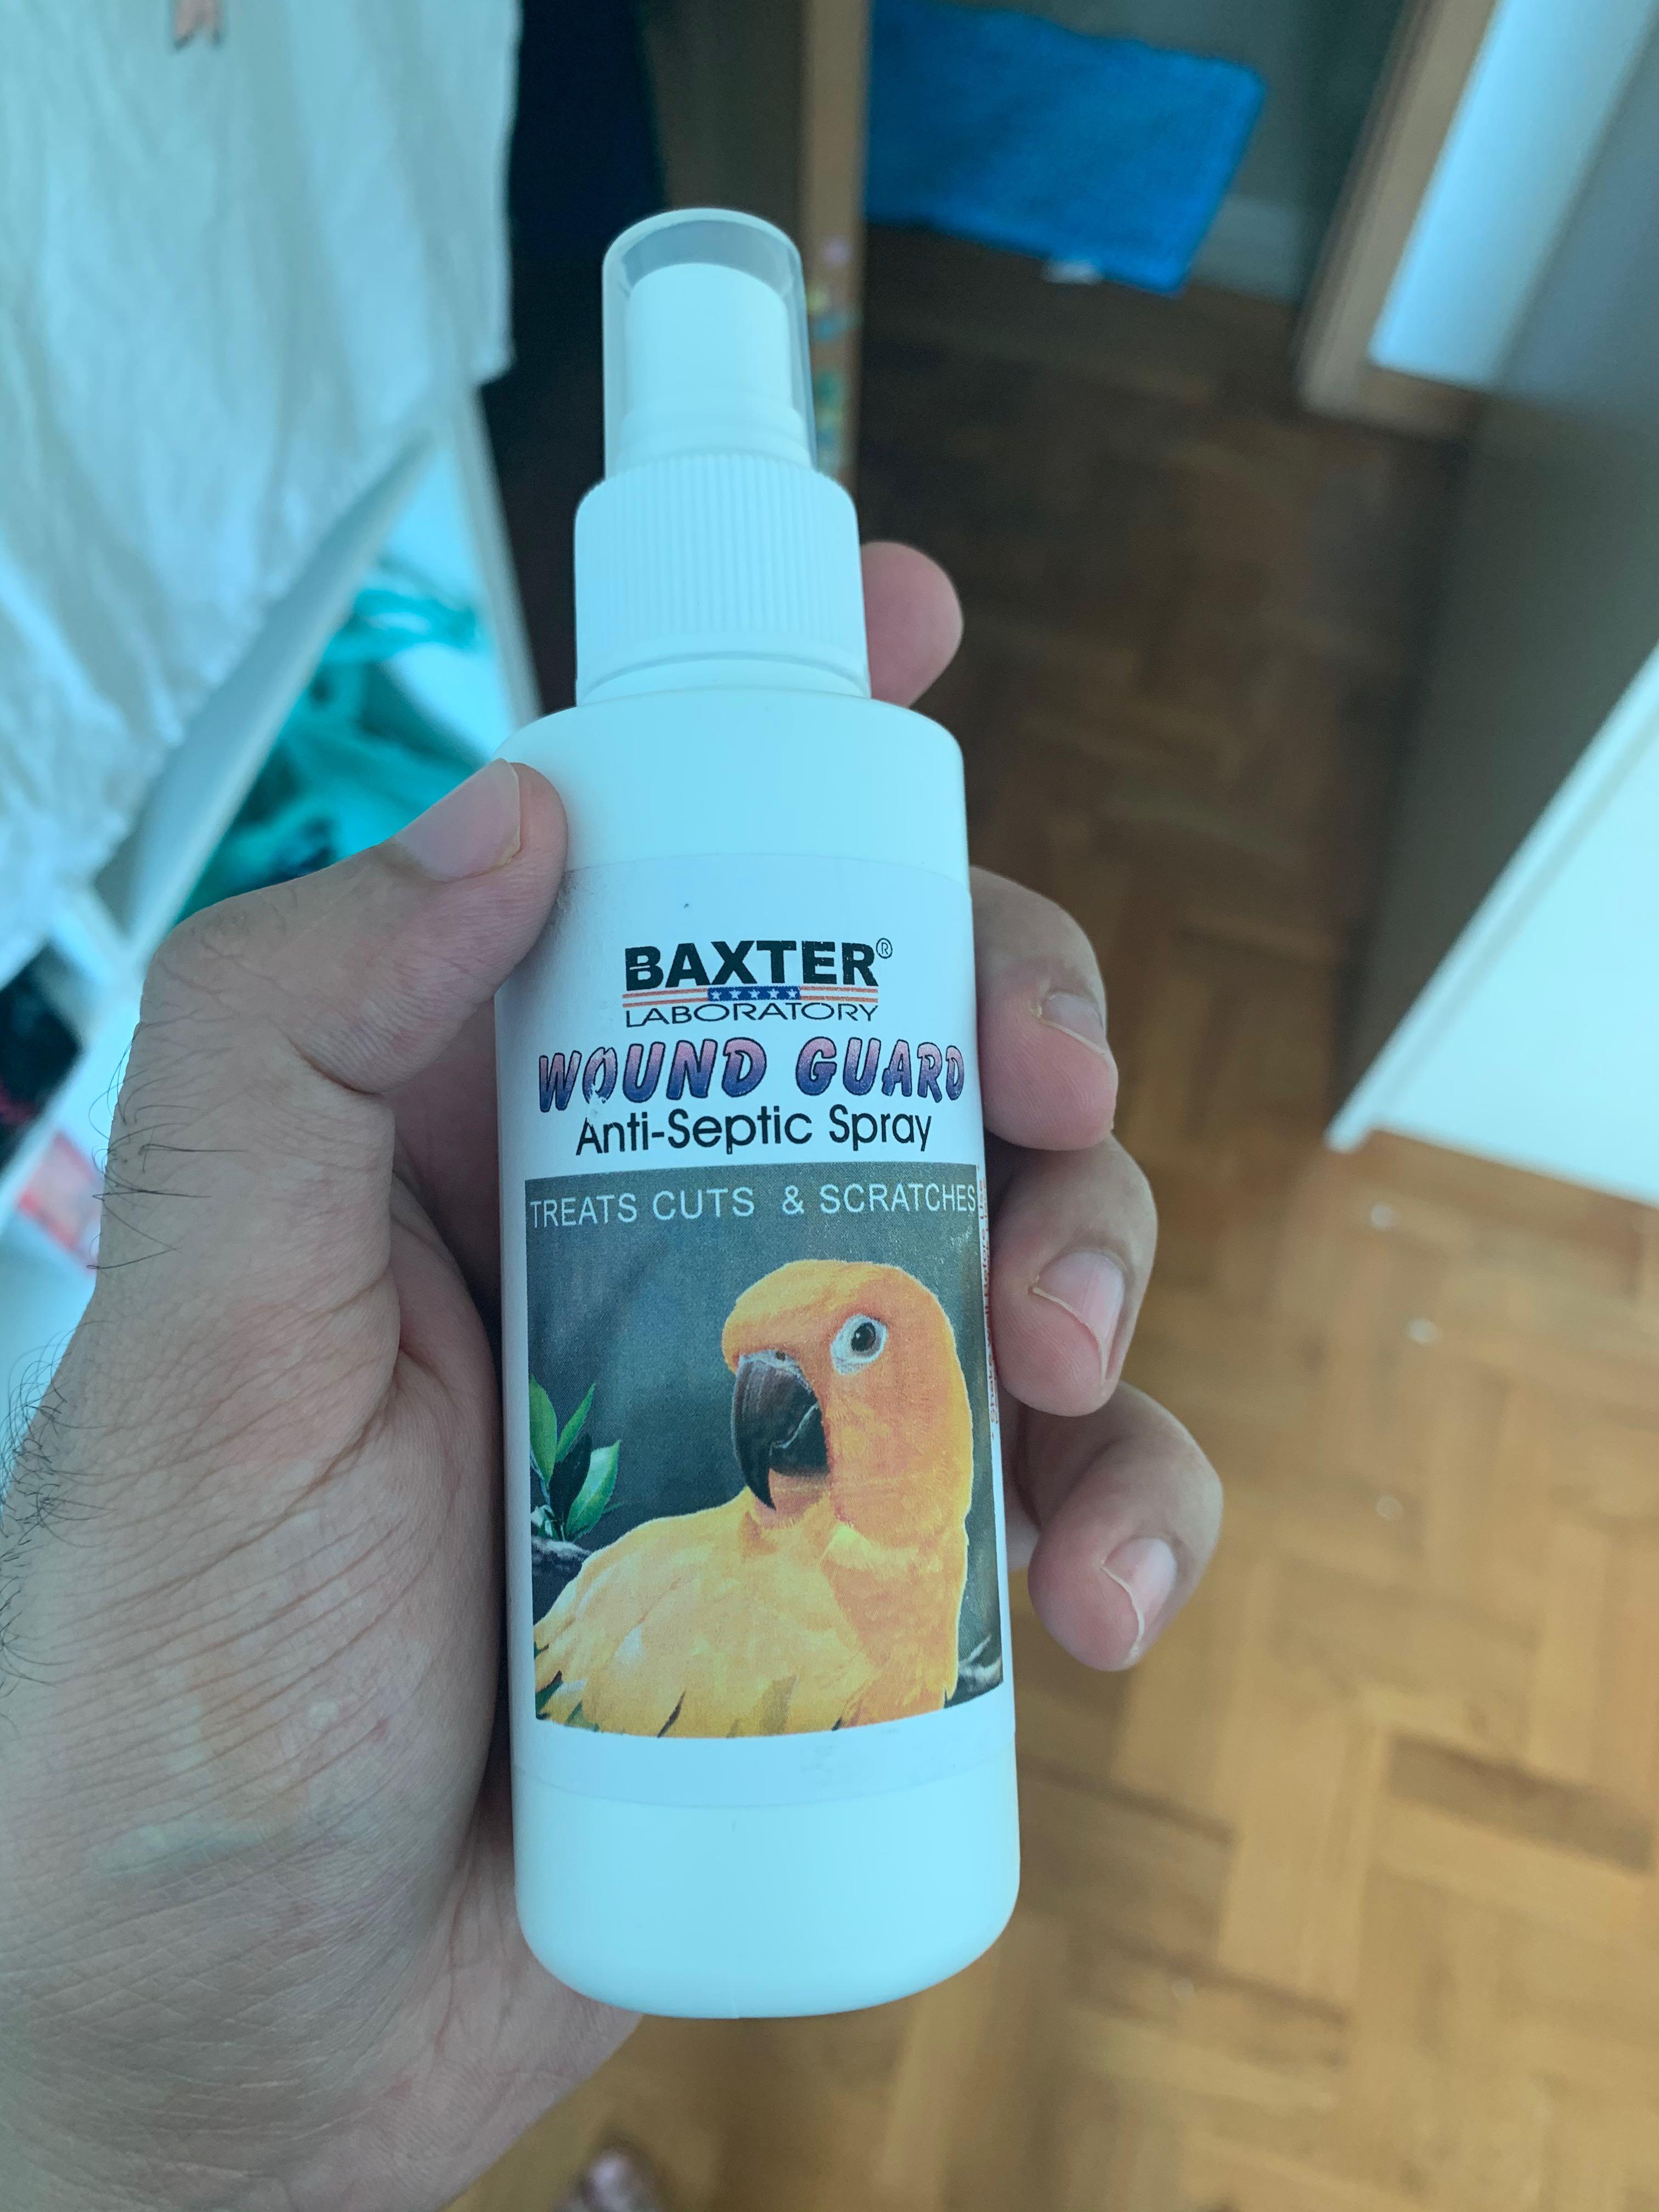 BAXTER®
LABORATORY
WOUND GUARD
Anti-Septic Spray
TREATS CUTS & SCRATCHES